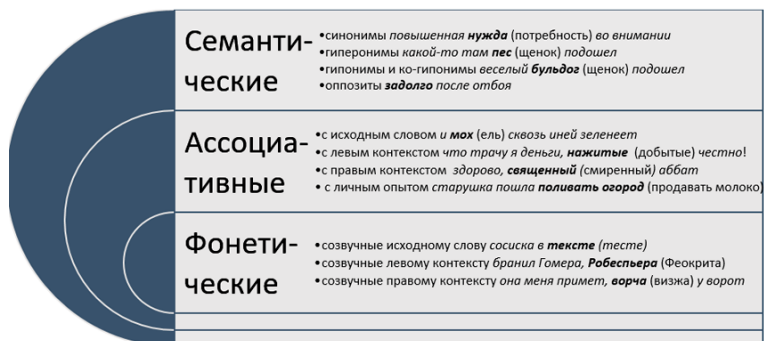 Семанти-
ческие
•синонимы повышенная нужда (потребность) во внимании
•гиперонимы какой-то там пес (щенок) подошел
•гипонимы и ко-гипонимы веселый бульдог (щенок) подошел
•оппозиты задолго после отбоя
Ассоциа-
тивные
•с исходным словом и мох (ель) сквозь иней зеленеет
•с левым контекстом что трачу я деньги, нажитые (добытые) честно!
•с правым контекстом здорово, священный (смиренный) аббат
• с личным опытом старушка пошла поливать огород (продавать молоко)
Фонети-
ческие
•созвучные исходному слову сосиска в тексте (тесте)
•созвучные левому контексту бранил Гомера, Робеспьера (Феокрита)
•созвучные правому контексту она меня примет, ворча (визжа) у ворот